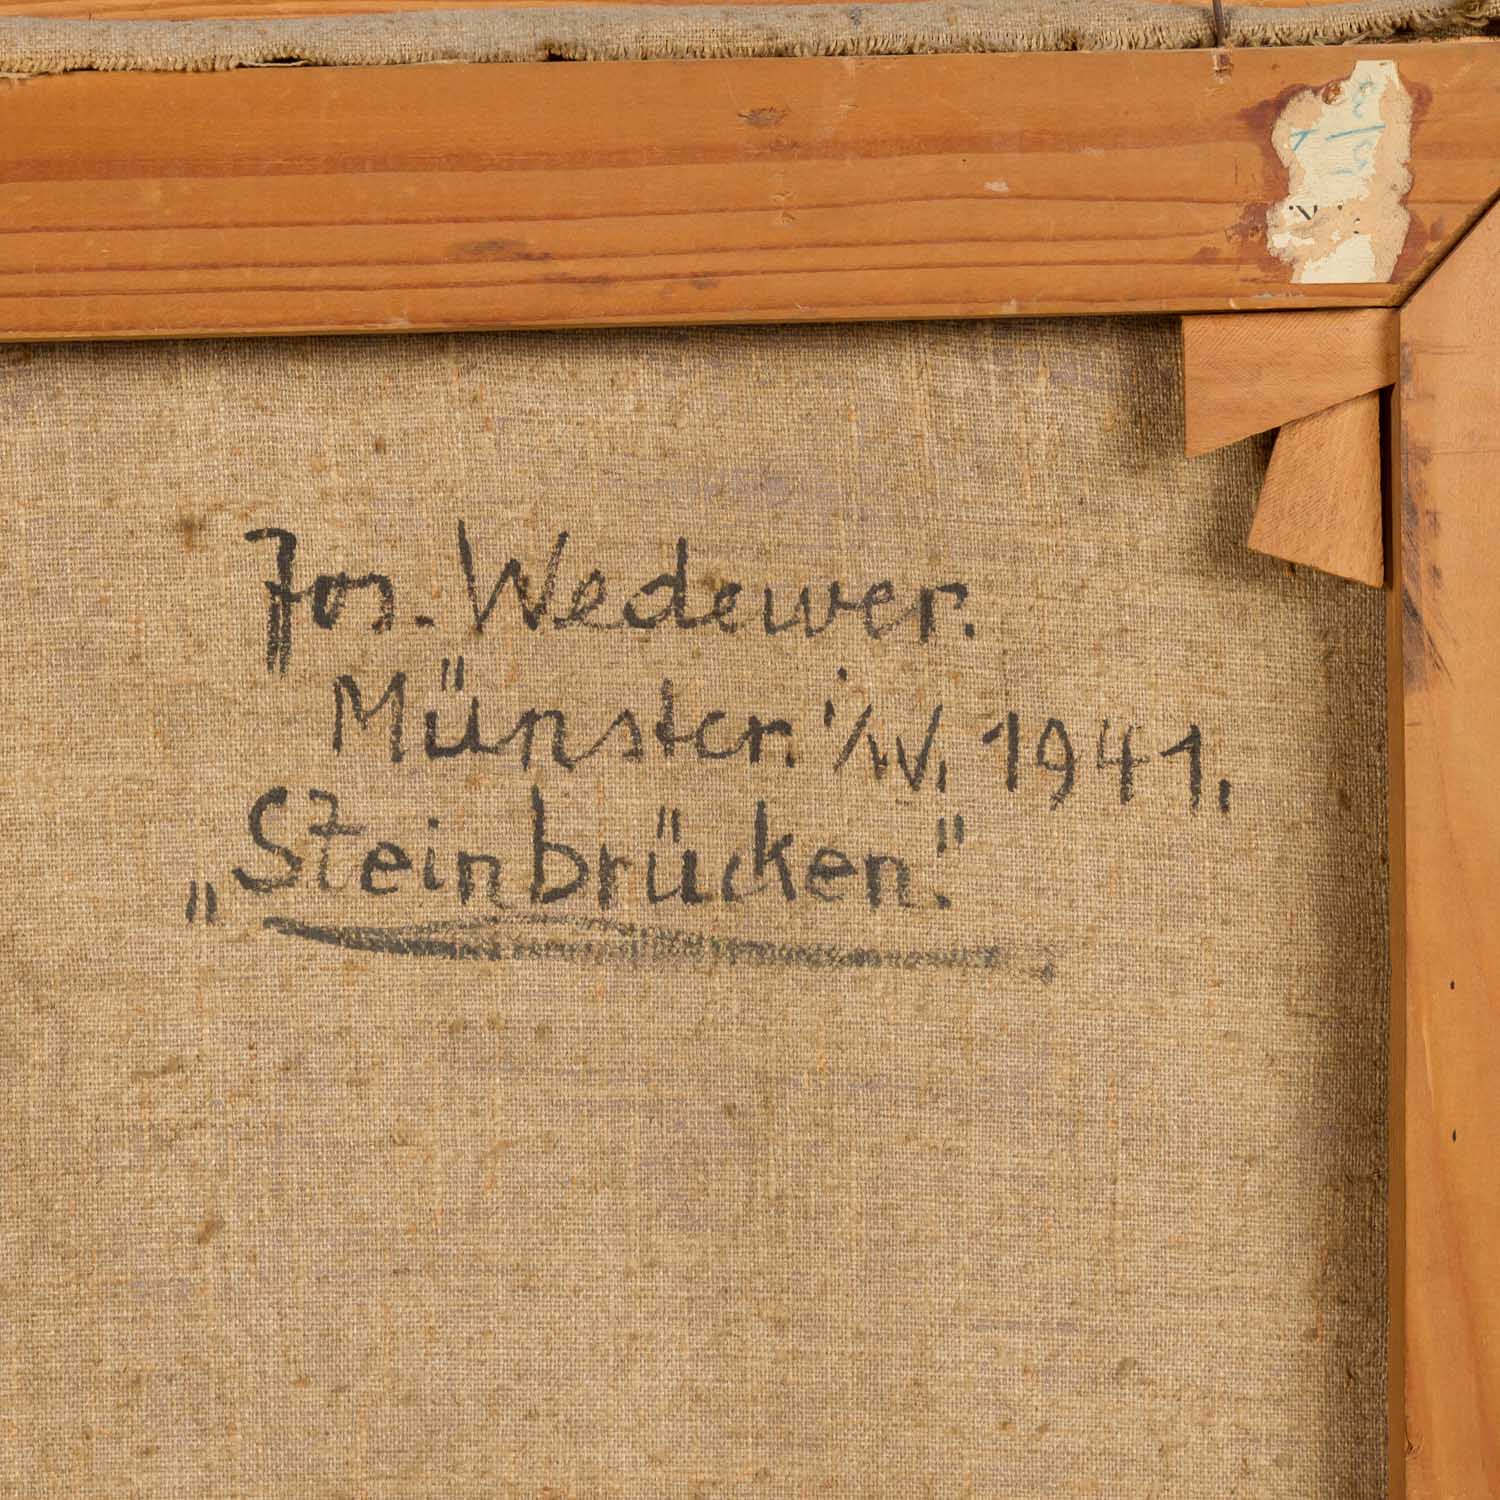 Jos. Wedewer.
Münster. i/W. 1941.
„Steinbrücken."